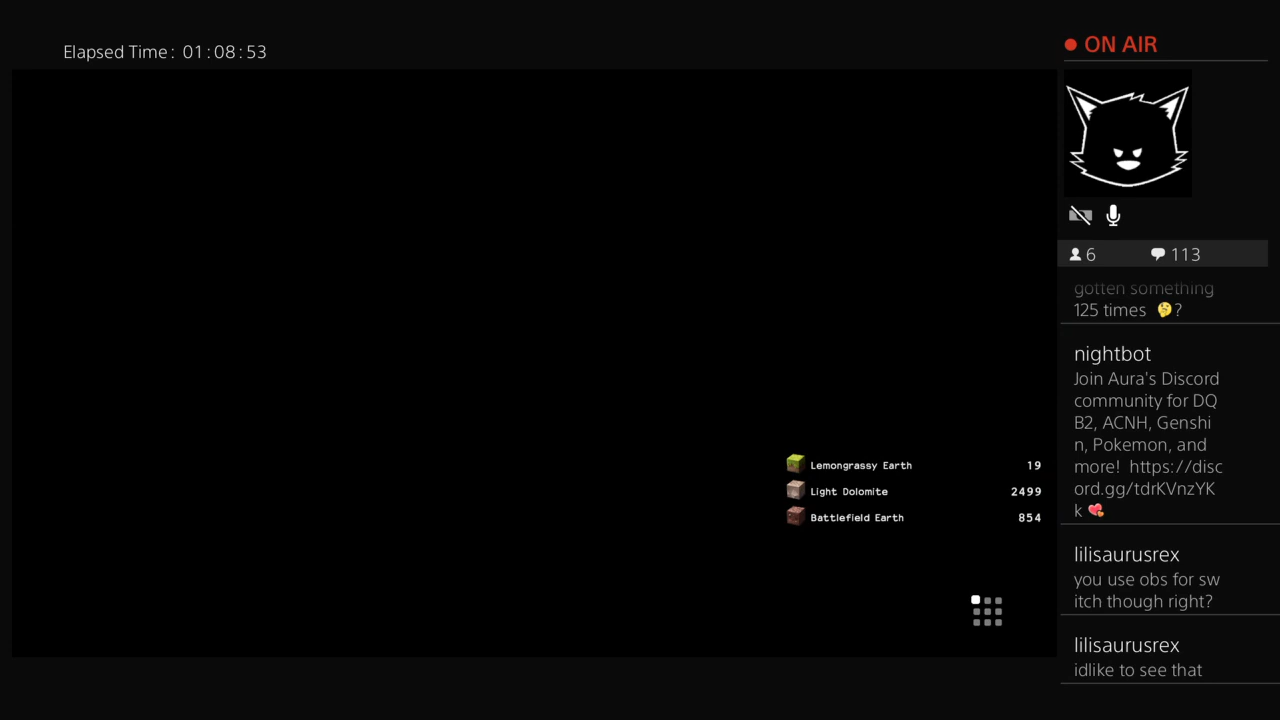 Elapsed Time: 01:08:53
ON AIR
6
113
gotten something
125 times 🤔?
nightbot
Join Aura's Discord
community for DQ
B2, ACNH, Genshi
n, Pokemon, and
more! https://disc
ord.gg/tdrKVnzYK
k 💕
lilisaurusrex
you use obs for sw
itch though right?
lilisaurusrex
idlike to see that
Lemongrassy Earth 19
Light Dolomite 2499
Battlefield Earth 854